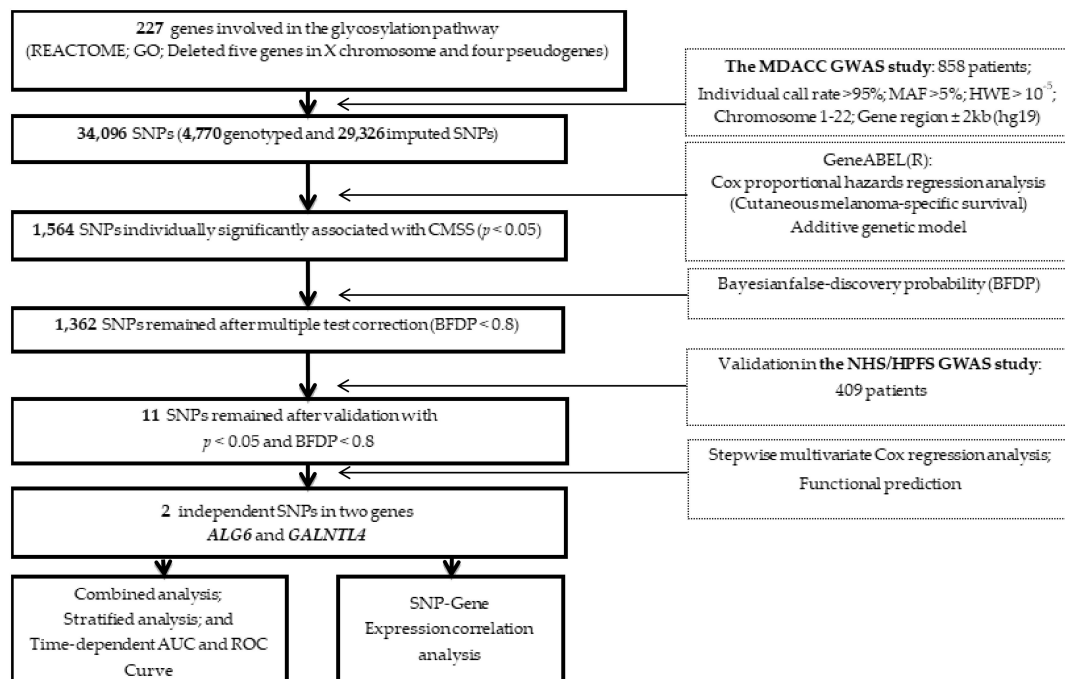 227 genes involved in the glycosylation pathway
(REACTOME; GO; Deleted five genes in X chromosome and four pseudogenes)
The MDACC GWAS study: 858 patients;
Individual call rate >95%; MAF >5%; HWE > 10⁻⁵;
Chromosome 1-22; Gene region ± 2kb (hg19)
34,096 SNPs (4,770 genotyped and 29,326 imputed SNPs)
GeneABEL(R):
Cox proportional hazards regression analysis
(Cutaneous melanoma-specific survival)
Additive genetic model
1,564 SNPs individually significantly associated with CMSS (p < 0.05)
Bayesian false-discovery probability (BFDP)
1,362 SNPs remained after multiple test correction (BFDP < 0.8)
Validation in the NHS/HPFS GWAS study:
409 patients
11 SNPs remained after validation with
p < 0.05 and BFDP < 0.8
Stepwise multivariate Cox regression analysis;
Functional prediction
2 independent SNPs in two genes
ALG6 and GALNTL4
Combined analysis;
Stratified analysis; and
Time-dependent AUC and ROC
Curve
SNP-Gene
Expression correlation
analysis